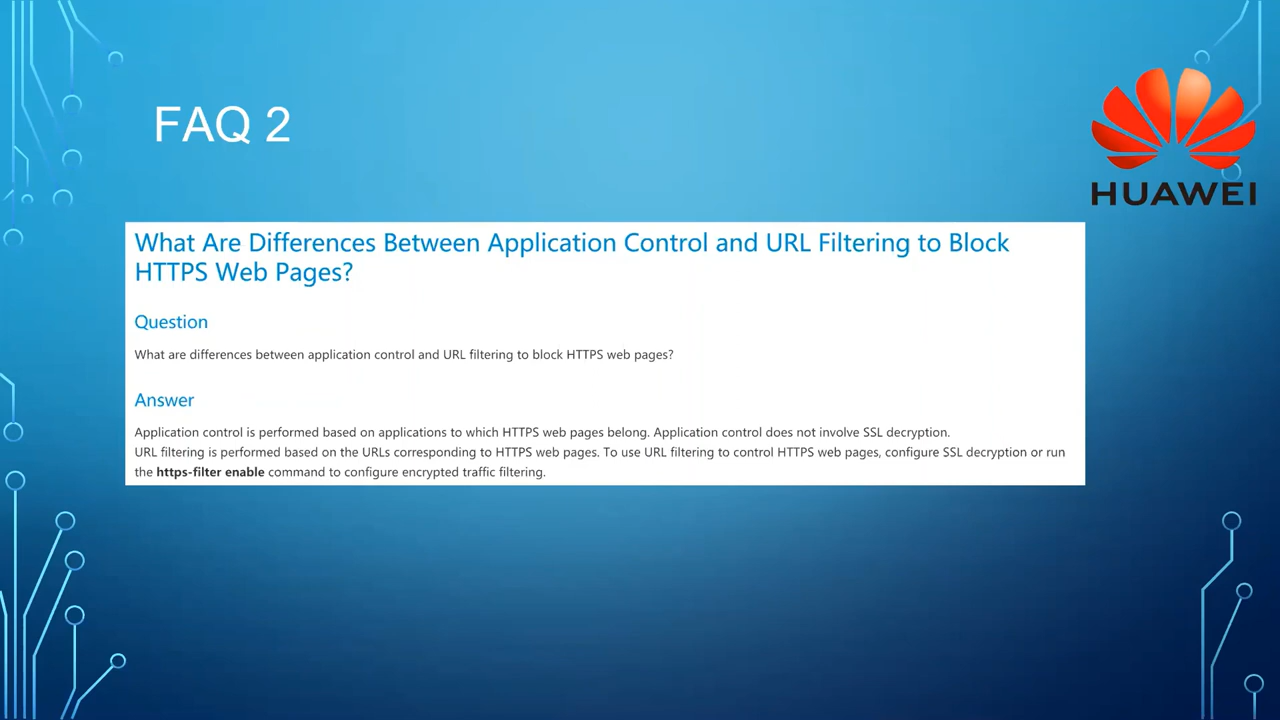 FAQ 2
HUAWEI
What Are Differences Between Application Control and URL Filtering to Block
HTTPS Web Pages?
Question
What are differences between application control and URL filtering to block HTTPS web pages?
Answer
Application control is performed based on applications to which HTTPS web pages belong. Application control does not involve SSL decryption.
URL filtering is performed based on the URLs corresponding to HTTPS web pages. To use URL filtering to control HTTPS web pages, configure SSL decryption or run
the https-filter enable command to configure encrypted traffic filtering.